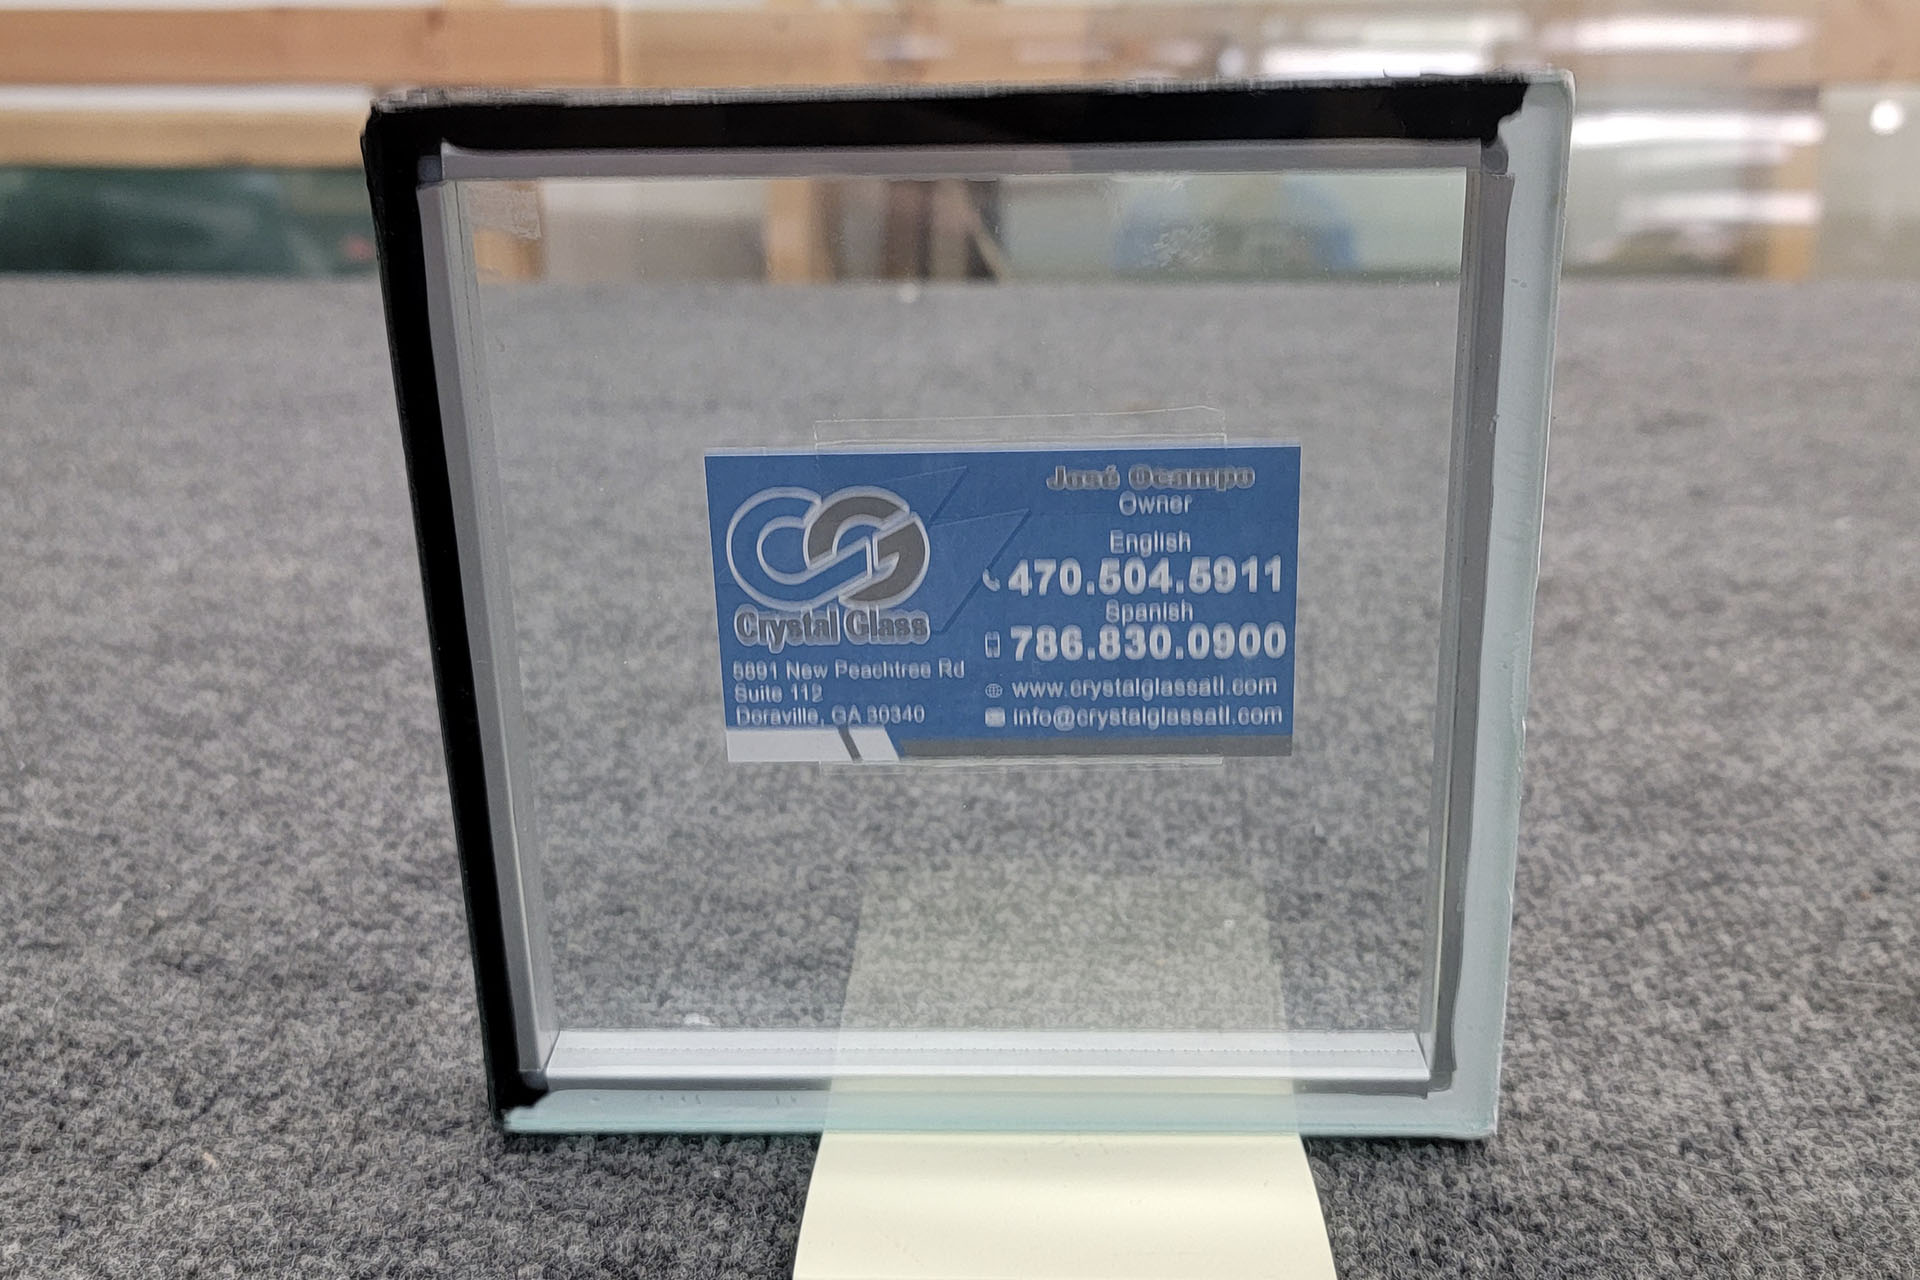 Crystal Glass
5891 New Peachtree Rd
Suite 112
Doraville, GA 30340
José Ocampo
Owner
English
470.504.5911
Spanish
786.830.0900
www.crystalglassatl.com
info@crystalglassatl.com